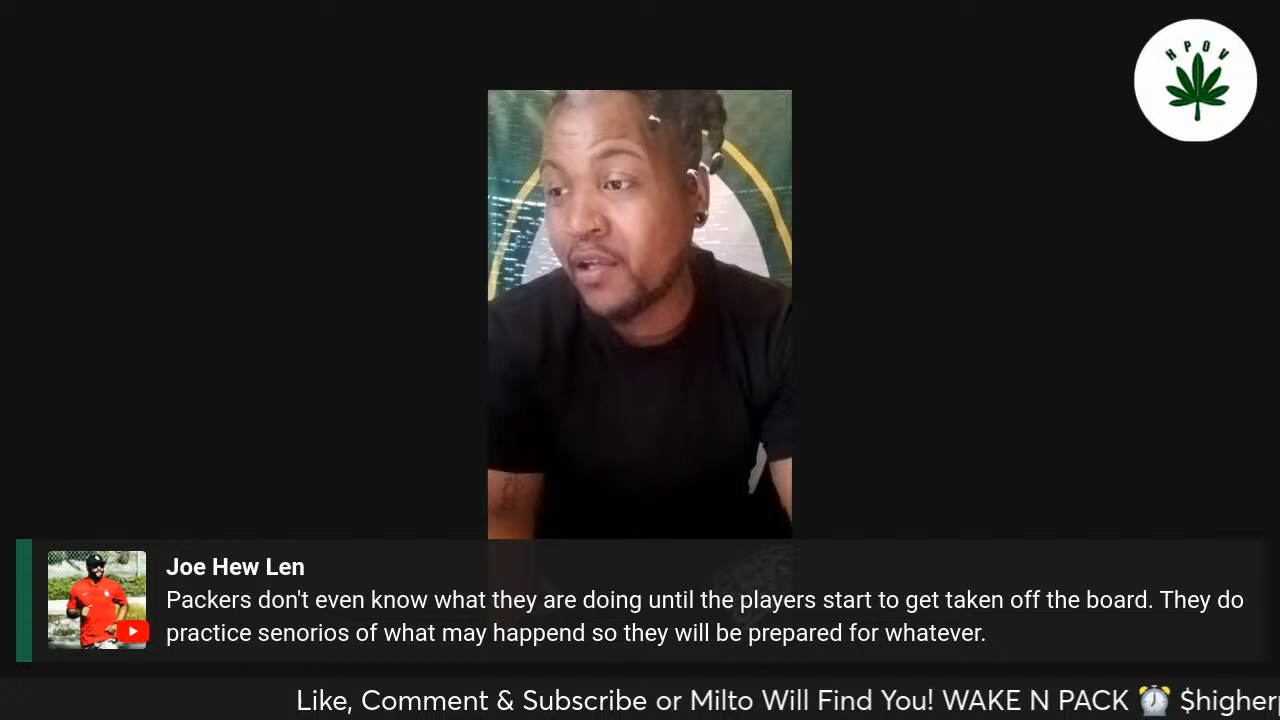 HPOV
Joe Hew Len
Packers don't even know what they are doing until the players start to get taken off the board. They do
practice senorios of what may happend so they will be prepared for whatever.
Like, Comment & Subscribe or Milto Will Find You! WAKE N PACK ⏰ $higher